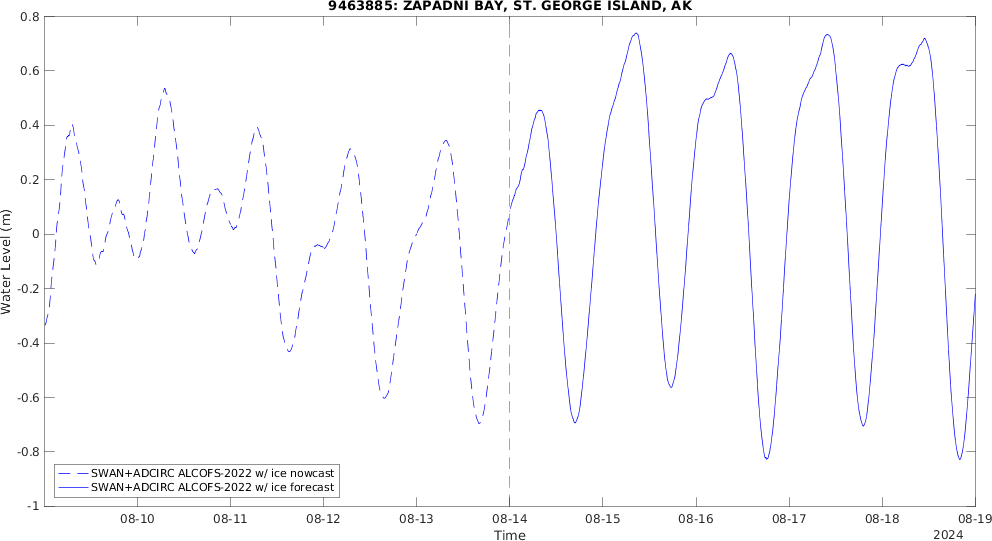 9463885: ZAPADNI BAY, ST. GEORGE ISLAND, AK
0.8
0.6
0.4
0.2
0
-0.2
-0.4
-0.6
-0.8
-1
Water Level (m)
SWAN+ADCIRC ALCOFS-2022 w/ ice nowcast
SWAN+ADCIRC ALCOFS-2022 w/ ice forecast
08-10 08-11 08-12 08-13 08-14 08-15 08-16 08-17 08-18 08-19
Time
2024